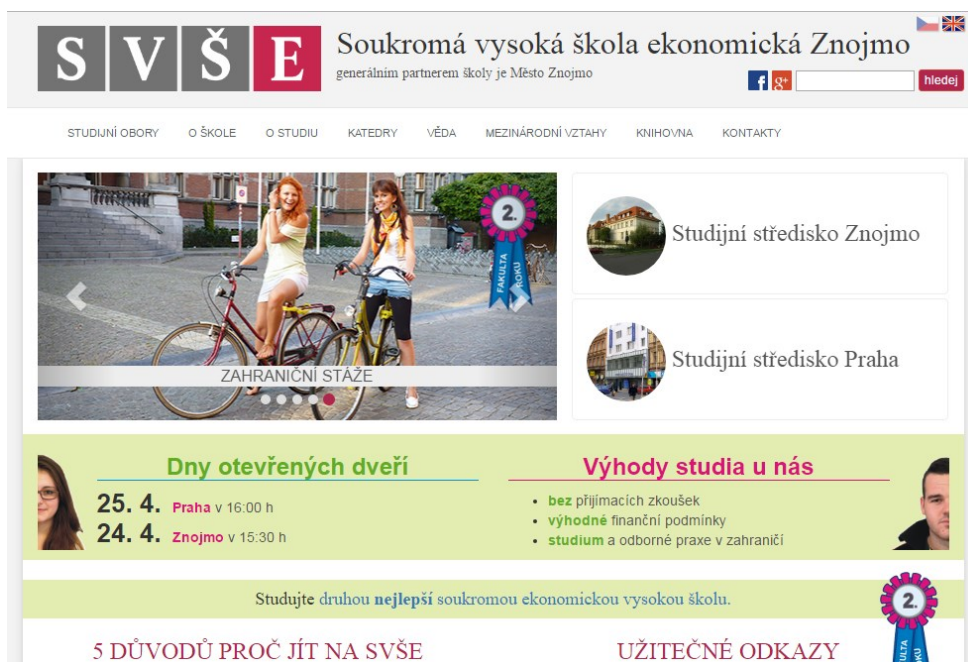 SVŠE
Soukromá vysoká škola ekonomická Znojmo
generálním partnerem školy je Město Znojmo
f g+ hledej
STUDIJNÍ OBORY O ŠKOLE O STUDIU KATEDRY VĚDA MEZINÁRODNÍ VZTAHY KNIHOVNA KONTAKTY
2.
FAKULTA
ROKU
ZAHRANIČNÍ STÁŽE
Studijní středisko Znojmo
Studijní středisko Praha
Dny otevřených dveří
25. 4. Praha v 16:00 h
24. 4. Znojmo v 15:30 h
Výhody studia u nás
bez přijímacích zkoušek
výhodné finanční podmínky
studium a odborné praxe v zahraničí
Studujte druhou nejlepší soukromou ekonomickou vysokou školu.
2.
5 DŮVODŮ PROČ JÍT NA SVŠE
UŽITEČNÉ ODKAZY